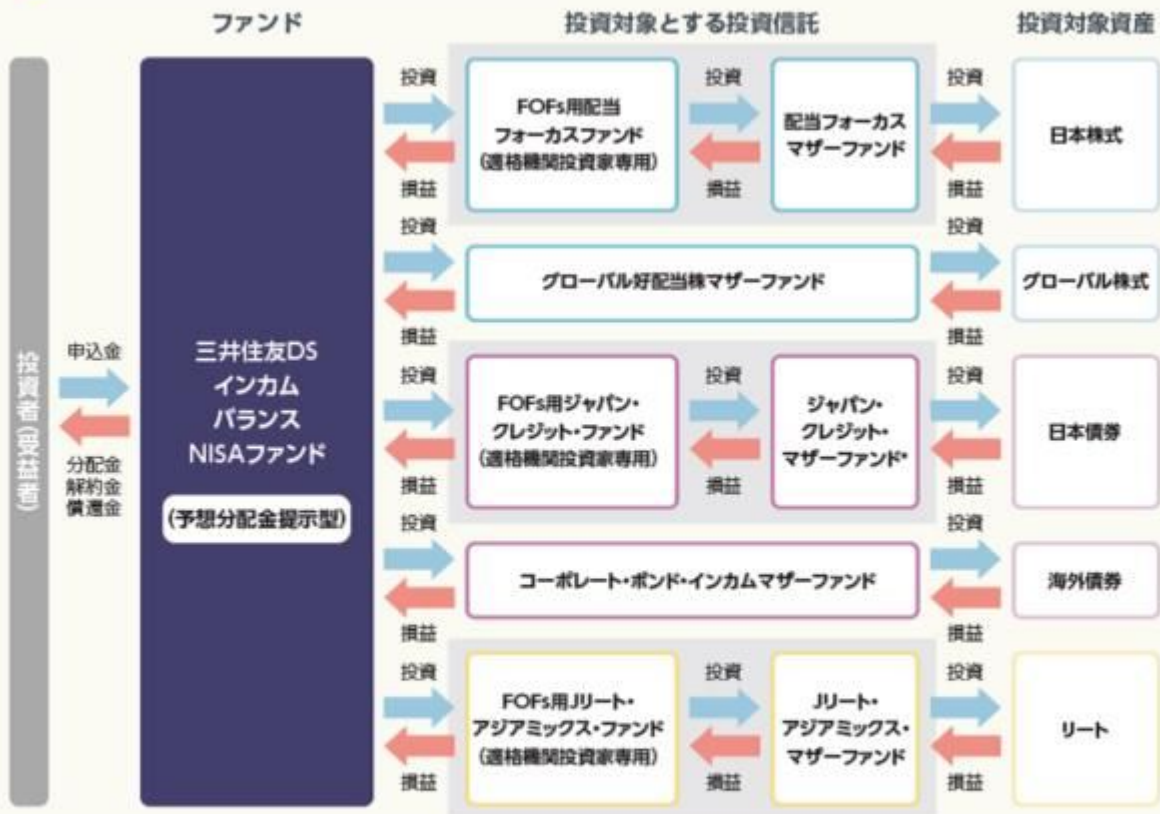 ファンド
投資対象とする投資信託
投資対象資産
投資者(受益者)
申込金
分配金
解約金
償還金
三井住友DS
インカム
バランス
NISAファンド
(予想分配金提示型)
投資
損益
FOFs用配当
フォーカスファンド
(適格機関投資家専用)
投資
損益
配当フォーカス
マザーファンド
投資
損益
日本株式
投資
損益
グローバル好配当株マザーファンド
投資
損益
グローバル株式
投資
損益
FOFs用ジャパン・
クレジット・ファンド
(適格機関投資家専用)
投資
損益
ジャパン・
クレジット・
マザーファンド*
投資
損益
日本債券
投資
損益
コーポレート・ボンド・インカムマザーファンド
投資
損益
海外債券
投資
損益
FOFs用Jリート・
アジアミックス・ファンド
(適格機関投資家専用)
投資
損益
Jリート・
アジアミックス・
マザーファンド
投資
損益
リート